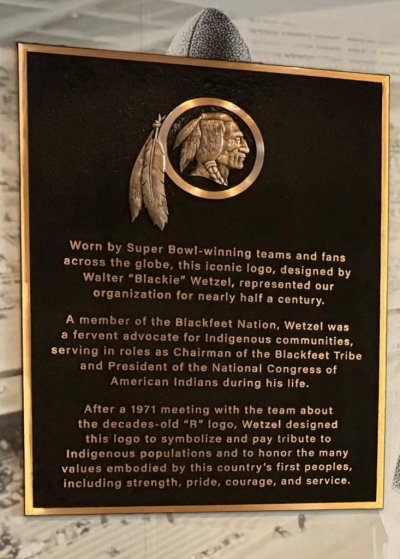 Worn by Super Bowl-winning teams and fans
across the globe, this iconic logo, designed by
Walter "Blackie" Wetzel, represented our
organization for nearly half a century.
A member of the Blackfeet Nation, Wetzel was
a fervent advocate for Indigenous communities,
serving in roles as Chairman of the Blackfeet Tribe
and President of the National Congress of
American Indians during his life.
After a 1971 meeting with the team about
the decades-old "R" logo, Wetzel designed
this logo to symbolize and pay tribute to
Indigenous populations and to honor the many
values embodied by this country's first peoples,
including strength, pride, courage, and service.